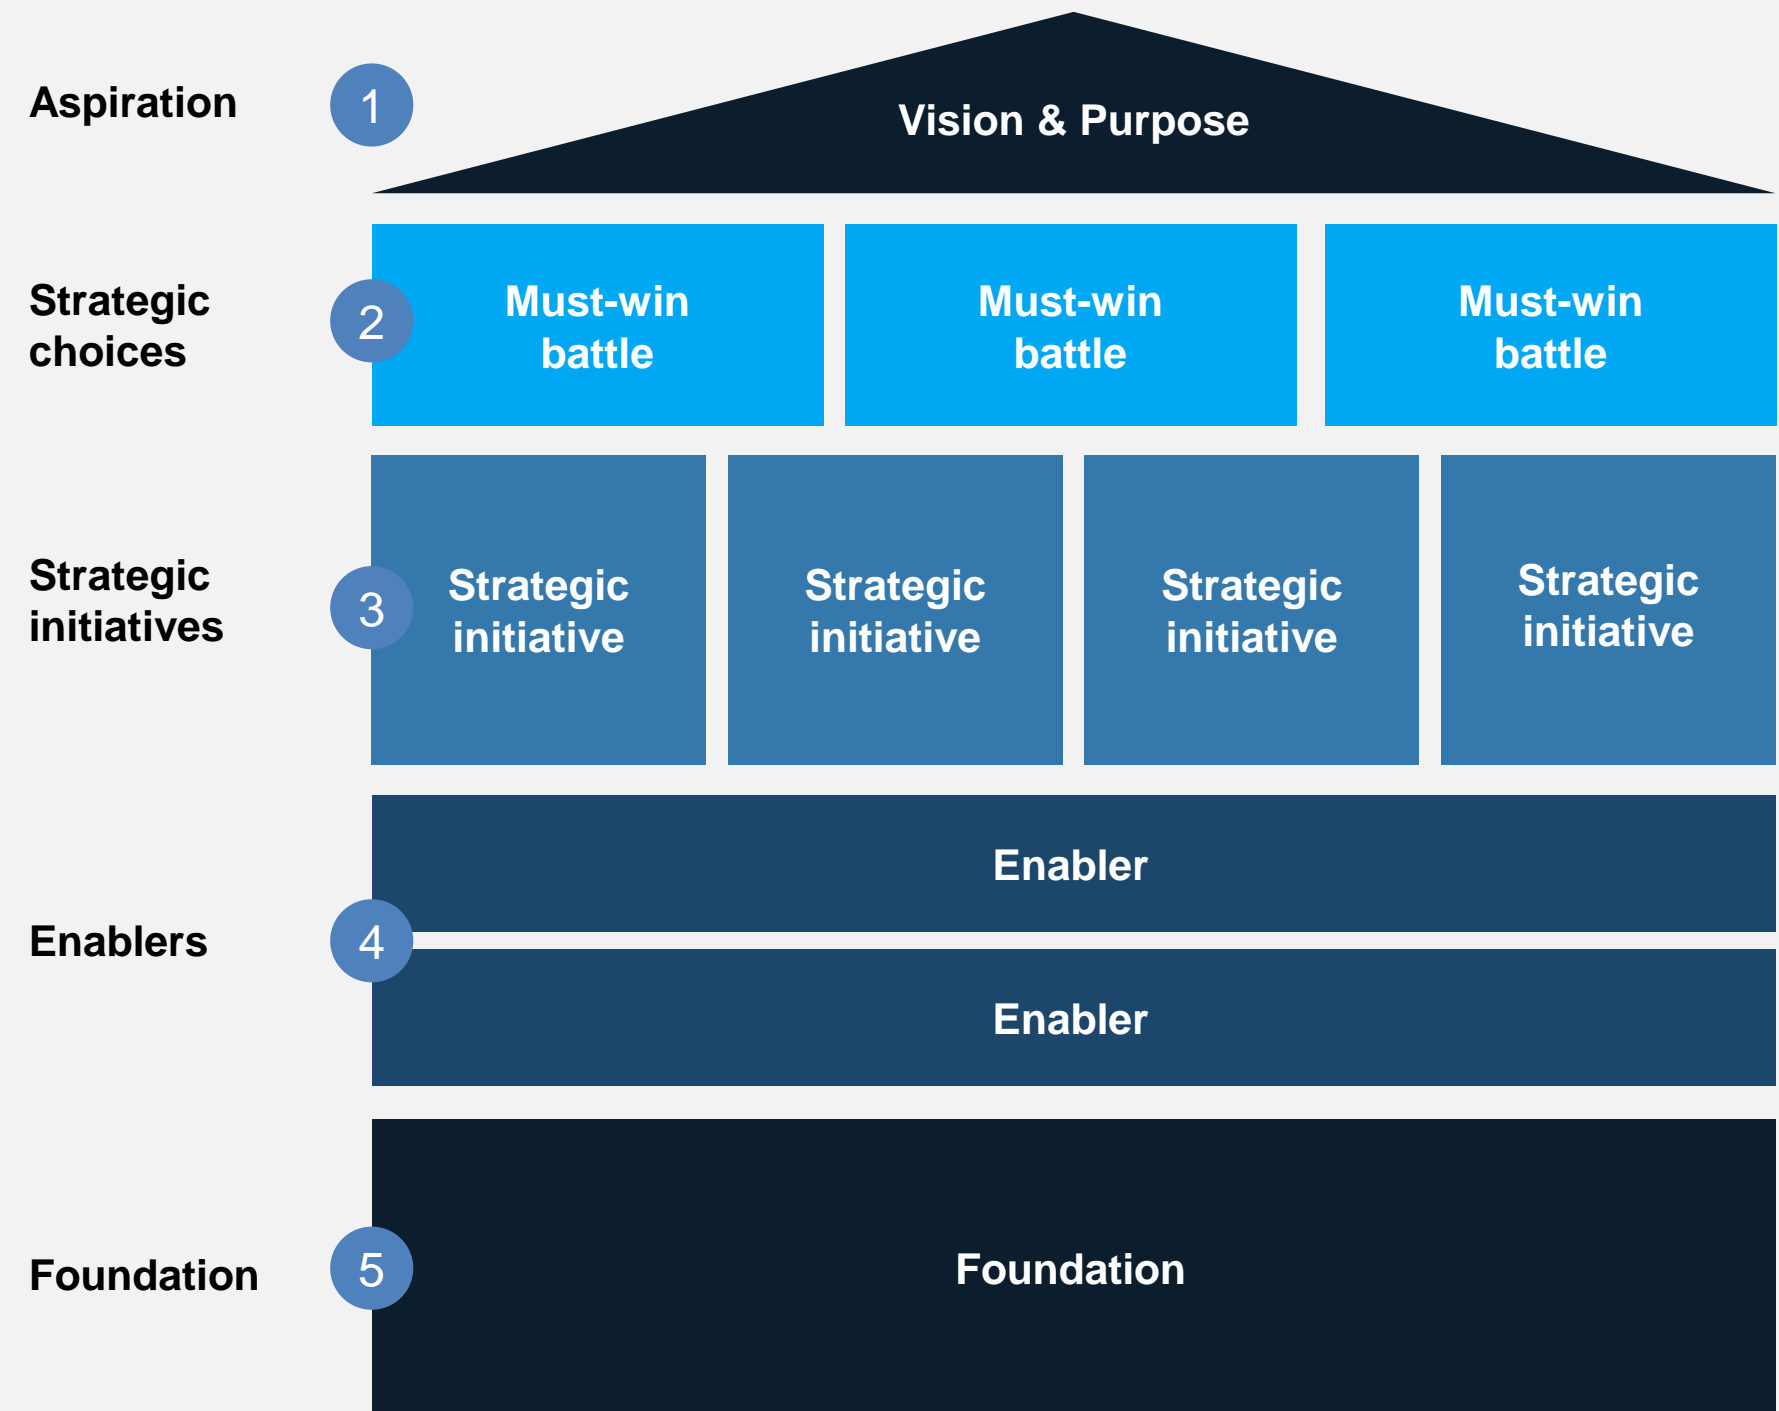 Aspiration
1
Vision & Purpose
Strategic
choices
2
Must-win
battle
Must-win
battle
Must-win
battle
Strategic
initiatives
3
Strategic
initiative
Strategic
initiative
Strategic
initiative
Strategic
initiative
Enablers
4
Enabler
Enabler
Foundation
5
Foundation